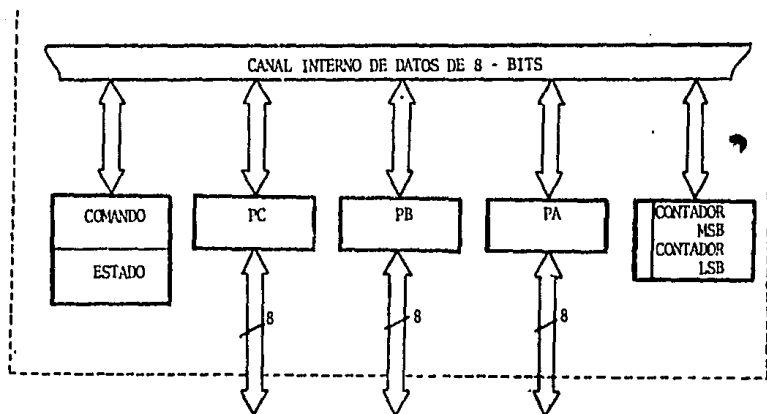 CANAL INTERNO DE DATOS DE 8 - BITS
COMANDO
ESTADO
PC
PB
PA
CONTADOR
MSB
CONTADOR
LSB
8
8
8